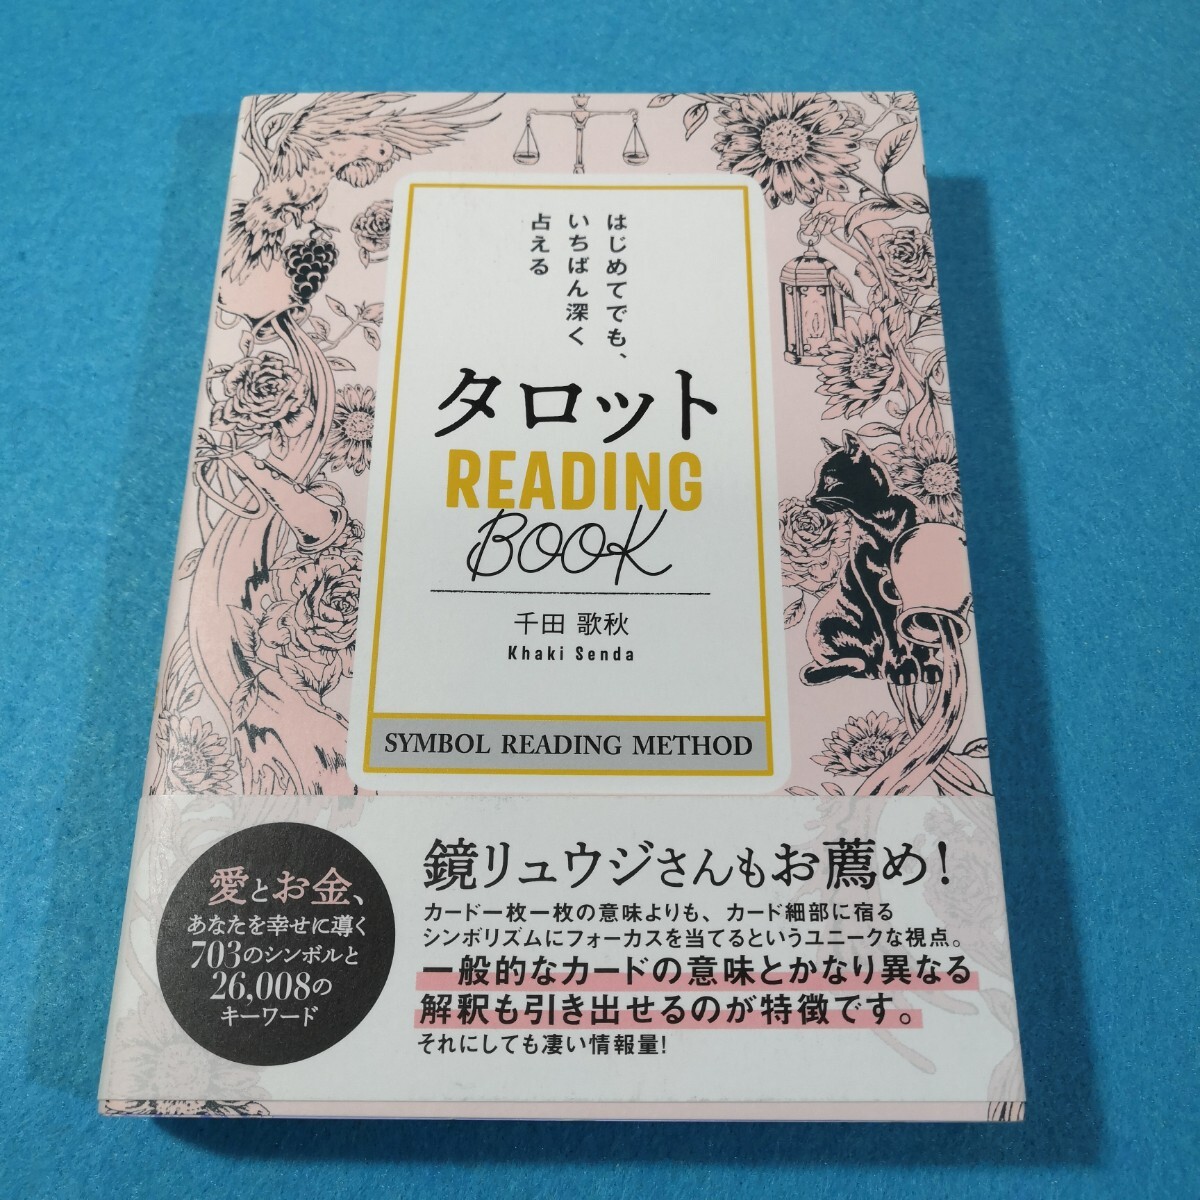 はじめてでも、
いちばん深く
占える
タロット
READING
BOOK
千田 歌秋
Khaki Senda
SYMBOL READING METHOD
愛とお金、
あなたを幸せに導く
703のシンボルと
26,008の
キーワード
鏡リュウジさんもお薦め!
カード一枚一枚の意味よりも、カード細部に宿る
シンボリズムにフォーカスを当てるというユニークな視点。
一般的なカードの意味とかなり異なる
解釈も引き出せるのが特徴です。
それにしても凄い情報量!